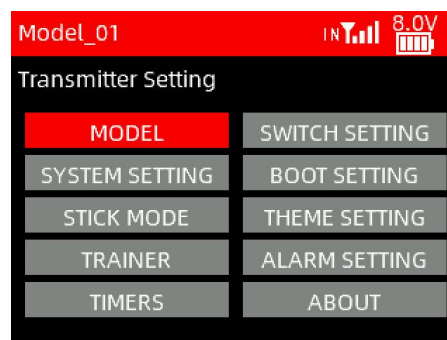 Model_01 IN 8.0V
Transmitter Setting
MODEL SWITCH SETTING
SYSTEM SETTING BOOT SETTING
STICK MODE THEME SETTING
TRAINER ALARM SETTING
TIMERS ABOUT